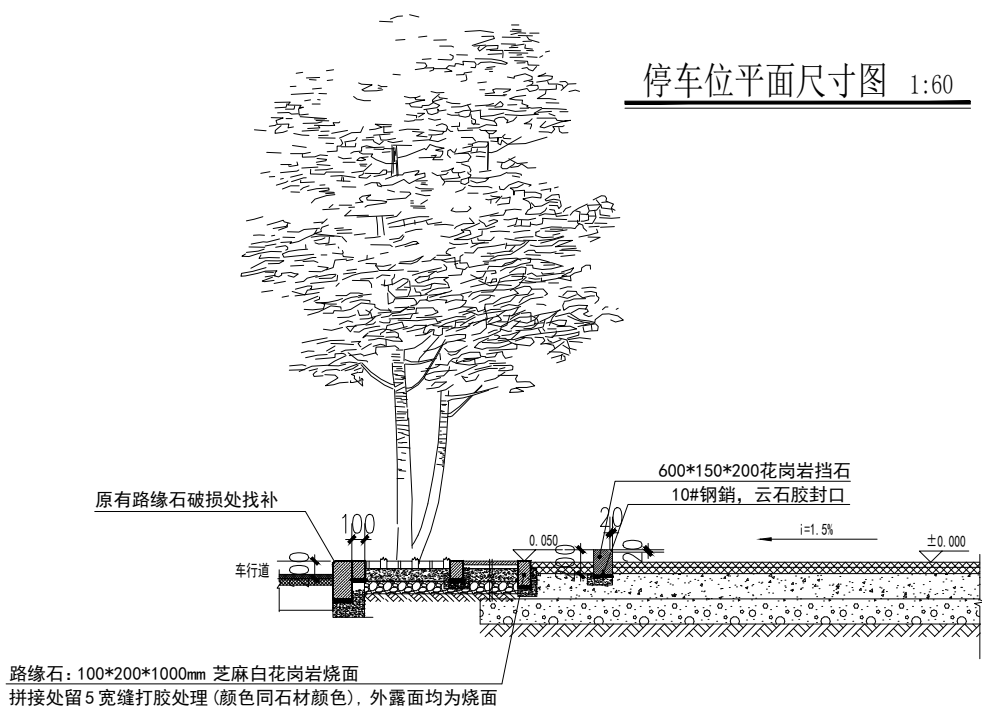 停车位平面尺寸图 1:60
600*150*200花岗岩挡石
10#钢銷，云石胶封口
原有路缘石破损处找补
100
20
i=1.5%
0.050
±0.000
200
20
车行道
路缘石：100*200*1000mm 芝麻白花岗岩烧面
拼接处留5宽缝打胶处理(颜色同石材颜色)，外露面均为烧面